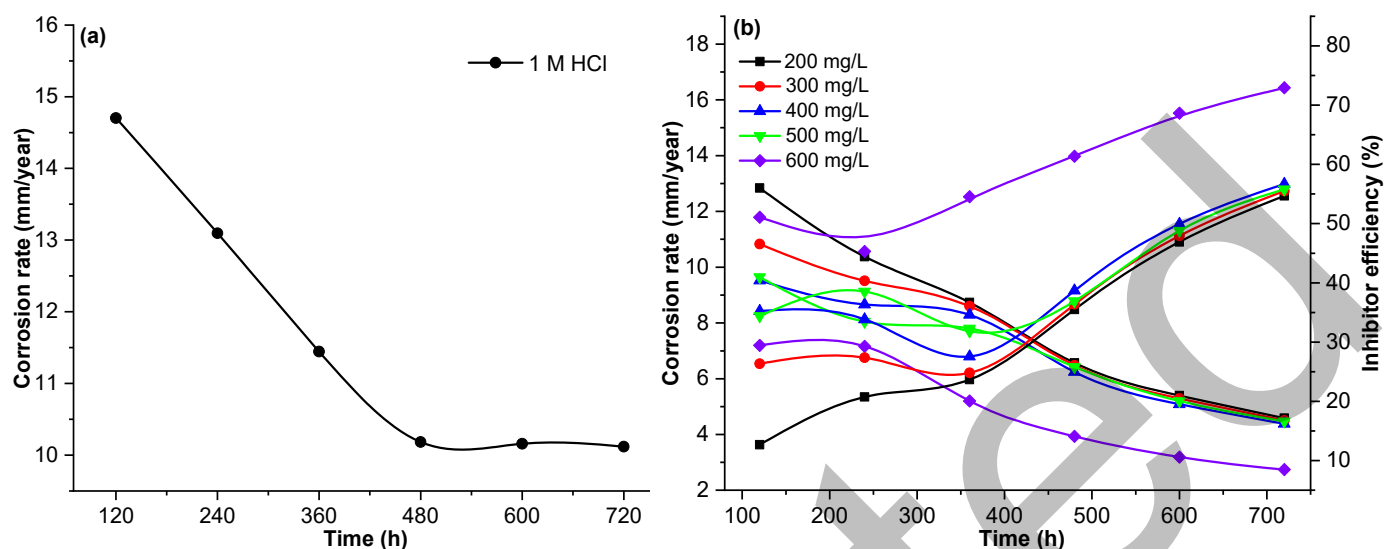 (a)
1 M HCl
Corrosion rate (mm/year)
16
15
14
13
12
11
10
120
240
360
480
600
720
Time (h)
(b)
200 mg/L
300 mg/L
400 mg/L
500 mg/L
600 mg/L
Corrosion rate (mm/year)
18
16
14
12
10
8
6
4
2
100
200
300
400
500
600
700
Time (h)
80
70
60
50
40
30
20
10
Inhibitor efficiency (%)
ted